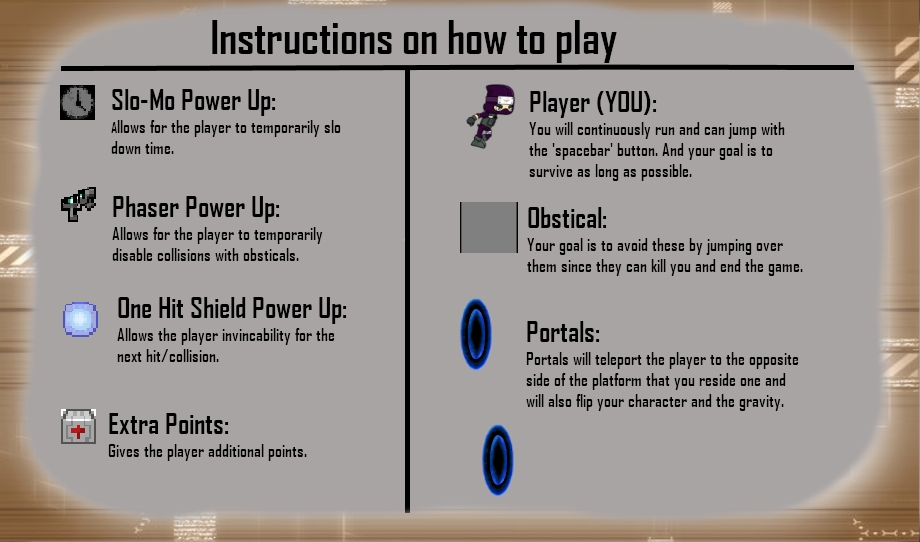 Instructions on how to play
Slo-Mo Power Up:
Allows for the player to temporarily slo
down time.
Phaser Power Up:
Allows for the player to temporarily
disable collisions with obsticals.
One Hit Shield Power Up:
Allows the player invincability for the
next hit/collision.
Extra Points:
Gives the player additional points.
Player (YOU):
You will continuously run and can jump with
the 'spacebar' button. And your goal is to
survive as long as possible.
Obstical:
Your goal is to avoid these by jumping over
them since they can kill you and end the game.
Portals:
Portals will teleport the player to the opposite
side of the platform that you reside one and
will also flip your character and the gravity.